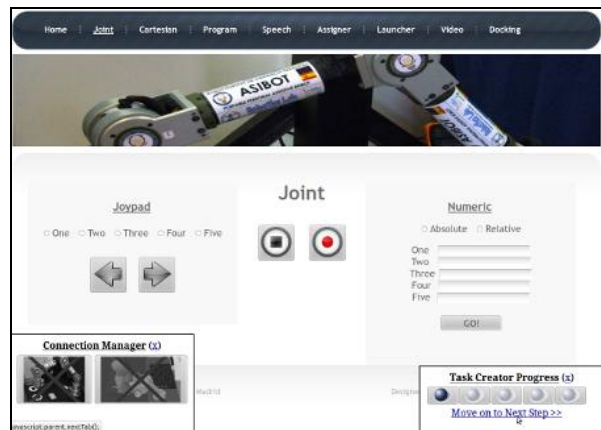 Home Joint Cartesian Program Speech Assigner Launcher Video Docking
ASIBOT
Joint
Joypad
One Two Three Four Five
Numeric
Absolute Relative
One
Two
Three
Four
Five
GO!
Connection Manager (x)
Madrid
Designe
Task Creator Progress (x)
Move on to Next Step >>
javascript:parent.nextTab();